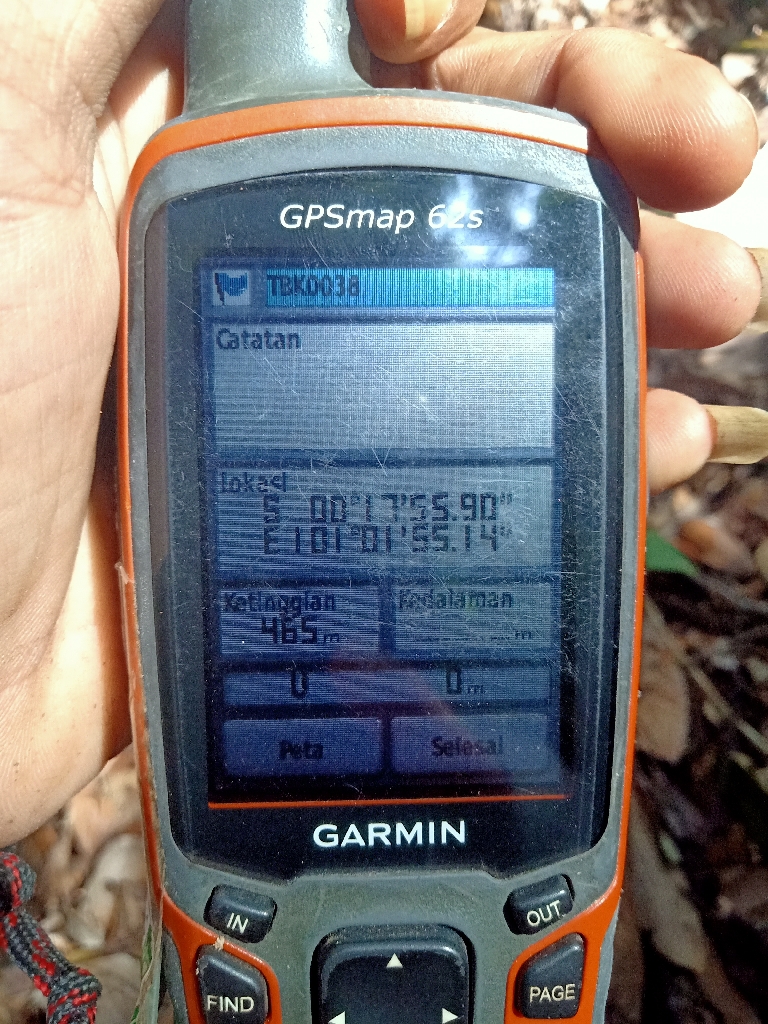 GPSmap 62s
TBK0038
Catatan
Lokasi
S 00°17'55.90"
E101°01'55.14"
Ketinggian Kedalaman
465m ______m
0 0m
Peta Selesai
GARMIN
IN OUT
FIND PAGE